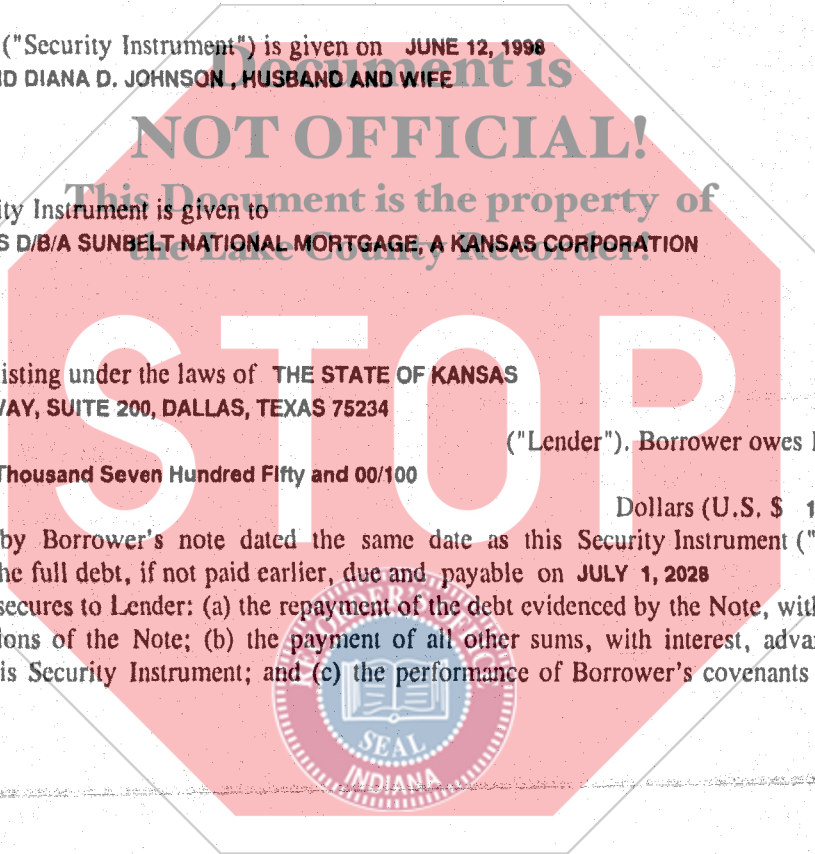 ("Security Instrument") is given on JUNE 12, 1998
ND DIANA D. JOHNSON , HUSBAND AND WIFE
Document is
NOT OFFICIAL!
This Document is the property of
the Lake County Recorder!
ity Instrument is given to
S D/B/A SUNBELT NATIONAL MORTGAGE, A KANSAS CORPORATION
STOP
isting under the laws of THE STATE OF KANSAS
WAY, SUITE 200, DALLAS, TEXAS 75234
("Lender"). Borrower owes
Thousand Seven Hundred Fifty and 00/100
Dollars (U.S. $ 1
by Borrower's note dated the same date as this Security Instrument ("
he full debt, if not paid earlier, due and payable on JULY 1, 2028
secures to Lender: (a) the repayment of the debt evidenced by the Note, with
ions of the Note; (b) the payment of all other sums, with interest, adva
is Security Instrument; and (c) the performance of Borrower's covenants
RECORDER'S OFFICE
SEAL
INDIANA